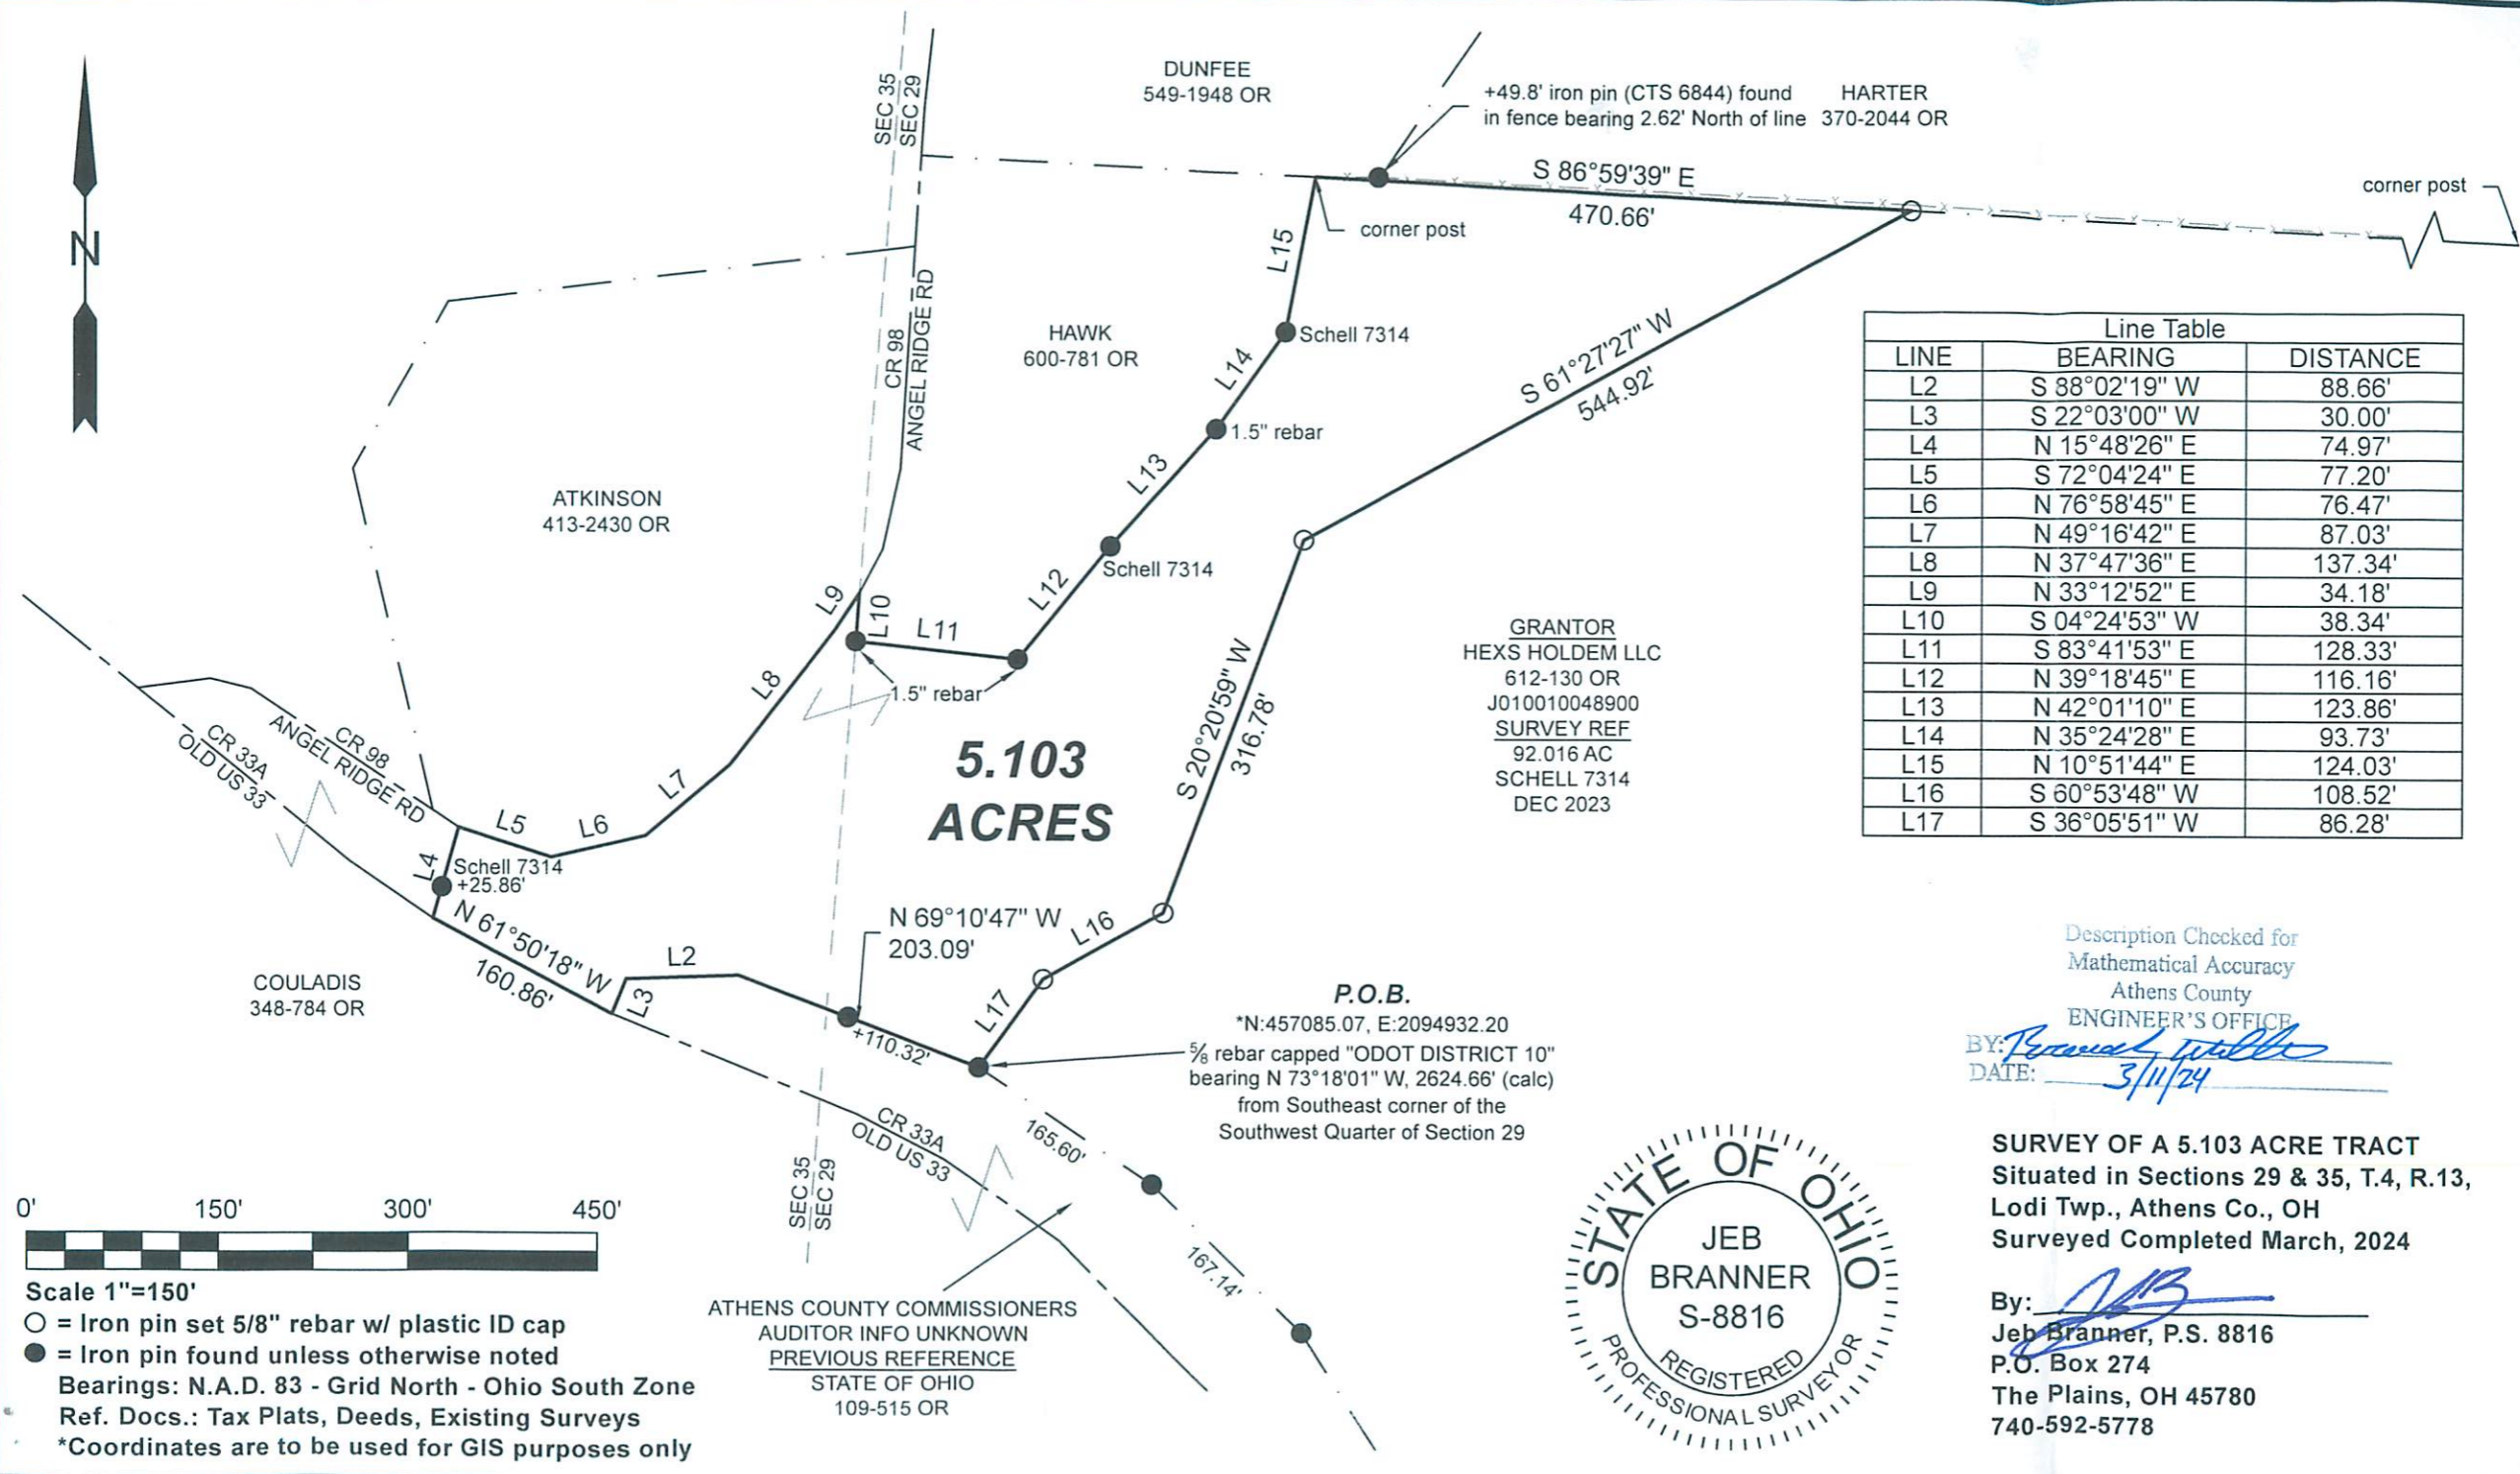 DUNFEE
549-1948 OR
+49.8' iron pin (CTS 6844) found
in fence bearing 2.62' North of line
HARTER
370-2044 OR
SEC 35
SEC 29
S 86°59'39" E
470.66'
corner post
corner post
N
L15
CR 98
ANGEL RIDGE RD
HAWK
600-781 OR
Schell 7314
L14
S 61°27'27" W
544.92'
1.5" rebar
L13
ATKINSON
413-2430 OR
Schell 7314
L12
L9
L10
L11
L8
1.5" rebar
Line Table
LINE BEARING DISTANCE
L2 S 88°02'19" W 88.66'
L3 S 22°03'00" W 30.00'
L4 N 15°48'26" E 74.97'
L5 S 72°04'24" E 77.20'
L6 N 76°58'45" E 76.47'
L7 N 49°16'42" E 87.03'
L8 N 37°47'36" E 137.34'
L9 N 33°12'52" E 34.18'
L10 S 04°24'53" W 38.34'
L11 S 83°41'53" E 128.33'
L12 N 39°18'45" E 116.16'
L13 N 42°01'10" E 123.86'
L14 N 35°24'28" E 93.73'
L15 N 10°51'44" E 124.03'
L16 S 60°53'48" W 108.52'
L17 S 36°05'51" W 86.28'
GRANTOR
HEXS HOLDEM LLC
612-130 OR
J010010048900
SURVEY REF
92.016 AC
SCHELL 7314
DEC 2023
S 20°20'59" W
316.78'
5.103
ACRES
CR 98
ANGEL RIDGE RD
CR 33A
OLD US 33
L7
L5
L6
L4
Schell 7314
+25.86'
N 61°50'18" W
160.86'
N 69°10'47" W
203.09'
L16
L2
L3
L17
COULADIS
348-784 OR
+110.32'
P.O.B.
*N:457085.07, E:2094932.20
⅝ rebar capped "ODOT DISTRICT 10"
bearing N 73°18'01" W, 2624.66' (calc)
from Southeast corner of the
Southwest Quarter of Section 29
CR 33A
OLD US 33
165.60'
167.14'
SEC 35
SEC 29
Description Checked for
Mathematical Accuracy
Athens County
ENGINEER'S OFFICE
BY:
DATE: 3/11/24
0' 150' 300' 450'
Scale 1"=150'
= Iron pin set 5/8" rebar w/ plastic ID cap
= Iron pin found unless otherwise noted
Bearings: N.A.D. 83 - Grid North - Ohio South Zone
Ref. Docs.: Tax Plats, Deeds, Existing Surveys
*Coordinates are to be used for GIS purposes only
ATHENS COUNTY COMMISSIONERS
AUDITOR INFO UNKNOWN
PREVIOUS REFERENCE
STATE OF OHIO
109-515 OR
STATE OF OHIO
JEB
BRANNER
S-8816
REGISTERED
PROFESSIONAL SURVEYOR
SURVEY OF A 5.103 ACRE TRACT
Situated in Sections 29 & 35, T.4, R.13,
Lodi Twp., Athens Co., OH
Surveyed Completed March, 2024
By:
Jeb Branner, P.S. 8816
P.O. Box 274
The Plains, OH 45780
740-592-5778